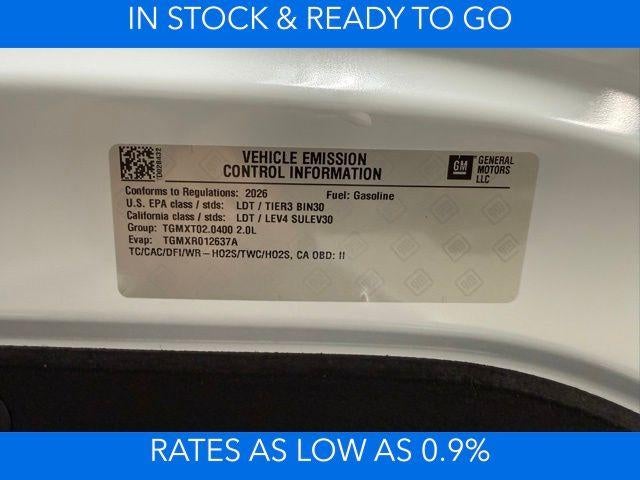 IN STOCK & READY TO GO
VEHICLE EMISSION
CONTROL INFORMATION
GM
GENERAL
MOTORS
LLC
Conforms to Regulations: 2026 Fuel: Gasoline
U.S. EPA class / stds: LDT / TIER3 BIN30
California class / stds: LDT / LEV4 SULEV30
Group: TGMXT02.0400 2.0L
Evap: TGMXR012637A
TC/CAC/DFI/WR-HO2S/TWC/HO2S, CA OBD: II
RATES AS LOW AS 0.9%